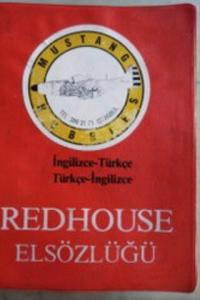 MUSTANG
HOBBIES
İngilizce-Türkçe
Türkçe-İngilizce
REDHOUSE
ELSÖZLÜĞÜ